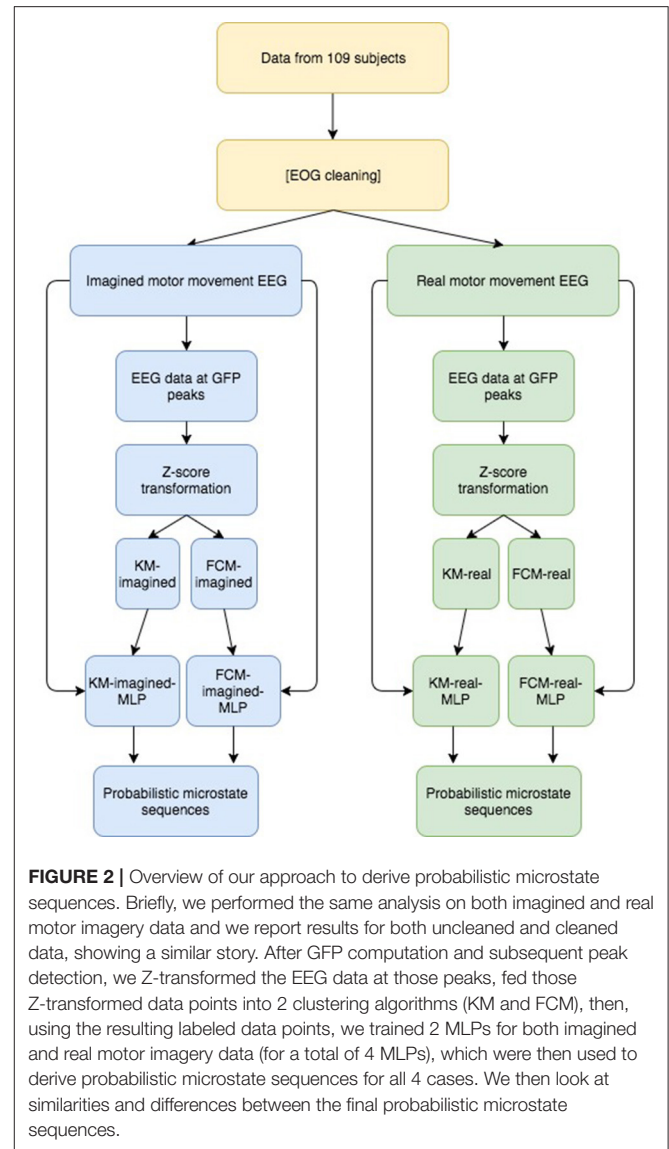 Data from 109 subjects
[EOG cleaning]
Imagined motor movement EEG
Real motor movement EEG
EEG data at GFP
peaks
EEG data at GFP
peaks
Z-score
transformation
Z-score
transformation
KM-
imagined
FCM-
imagined
KM-real
FCM-real
KM-imagined-
MLP
FCM-
imagined-
MLP
KM-real-
MLP
FCM-real-
MLP
Probabilistic microstate
sequences
Probabilistic microstate
sequences
FIGURE 2 | Overview of our approach to derive probabilistic microstate
sequences. Briefly, we performed the same analysis on both imagined and real
motor imagery data and we report results for both uncleaned and cleaned
data, showing a similar story. After GFP computation and subsequent peak
detection, we Z-transformed the EEG data at those peaks, fed those
Z-transformed data points into 2 clustering algorithms (KM and FCM), then,
using the resulting labeled data points, we trained 2 MLPs for both imagined
and real motor imagery data (for a total of 4 MLPs), which were then used to
derive probabilistic microstate sequences for all 4 cases. We then look at
similarities and differences between the final probabilistic microstate
sequences.